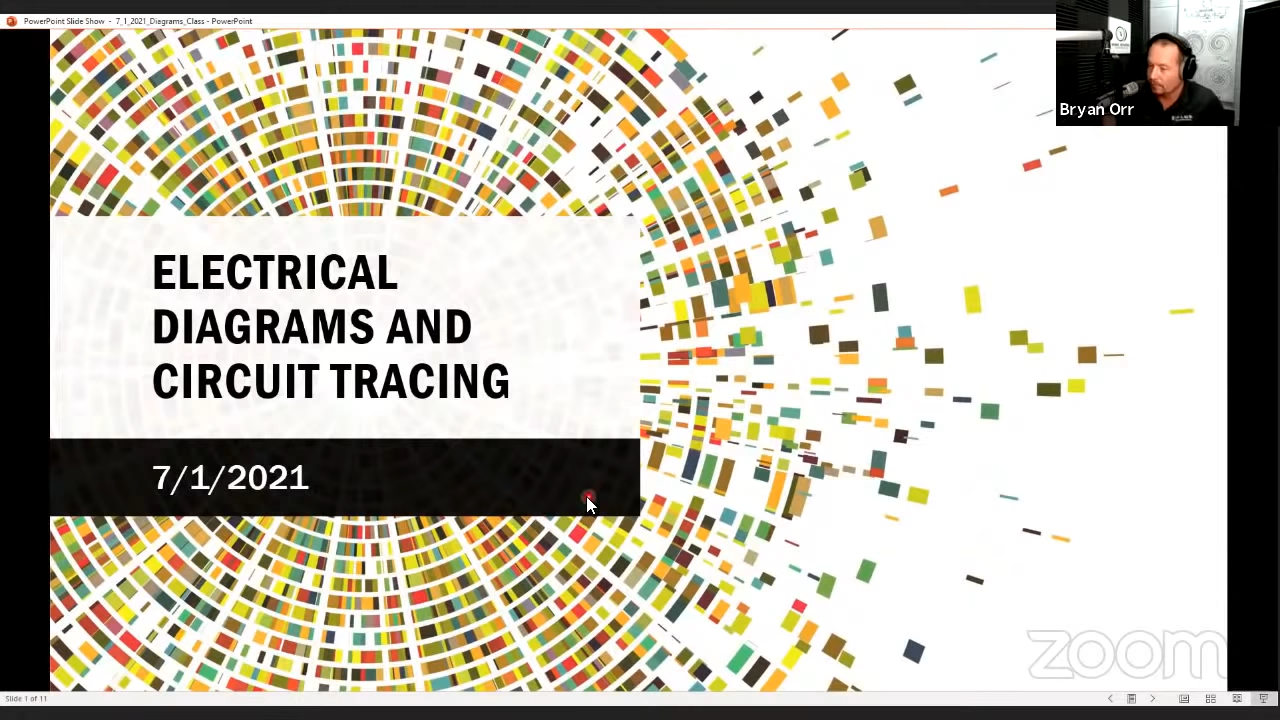 PowerPoint Slide Show - 7_1_2021_Diagrams_Class - PowerPoint
Bryan Orr
ELECTRICAL
DIAGRAMS AND
CIRCUIT TRACING
7/1/2021
zoom
Slide 1 of 11